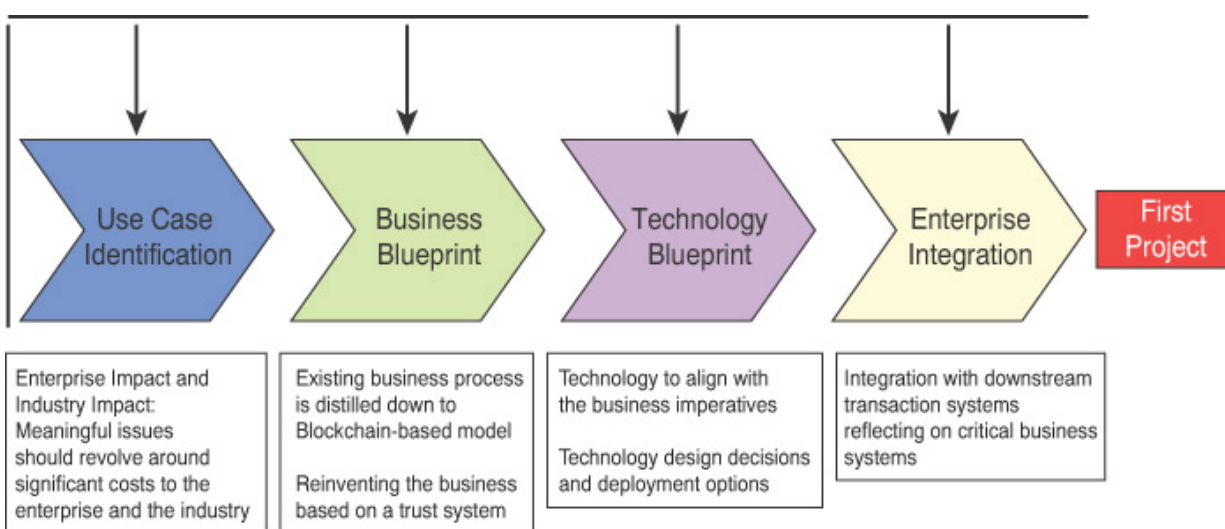 Use Case
Identification
Business
Blueprint
Technology
Blueprint
Enterprise
Integration
First
Project
Enterprise Impact and
Industry Impact:
Meaningful issues
should revolve around
significant costs to the
enterprise and the industry
Existing business process
is distilled down to
Blockchain-based model
Reinventing the business
based on a trust system
Technology to align with
the business imperatives
Technology design decisions
and deployment options
Integration with downstream
transaction systems
reflecting on critical business
systems